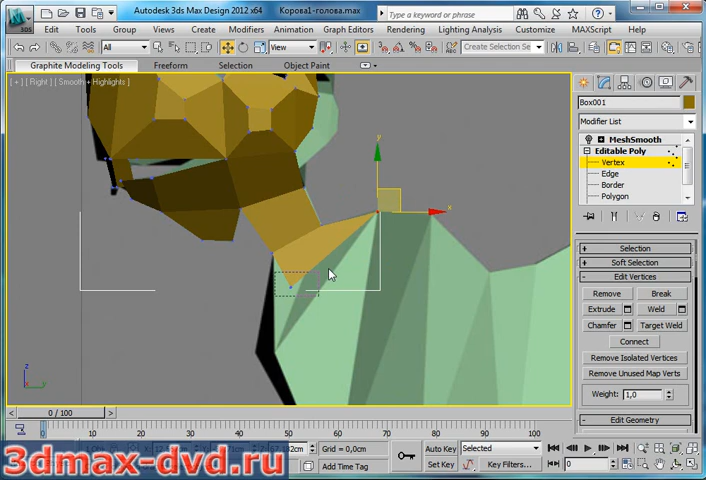 Autodesk 3ds Max Design 2012 x64
Корова1-голова.max
Type a keyword or phrase
3DS
Edit Tools Group Views Create Modifiers Animation Graph Editors Rendering Lighting Analysis Customize MAXScript Help
All
View
Create Selection Se
Graphite Modeling Tools Freeform Selection Object Paint
[ + ] [ Right ] [ Smooth + Highlights ]
y
x
z
y
Box001
Modifier List
MeshSmooth
Editable Poly
Vertex
Edge
Border
Polygon
+ Selection
+ Soft Selection
- Edit Vertices
Remove Break
Extrude Weld
Chamfer Target Weld
Connect
Remove Isolated Vertices
Remove Unused Map Verts
Weight: 1,0
- Edit Geometry
< 0 / 100 >
0 10 20 30 40 50 60 70 80 90 100
Grid = 0,0cm
Add Time Tag
Auto Key Selected
Set Key Key Filters...
0
3dmax-dvd.ru